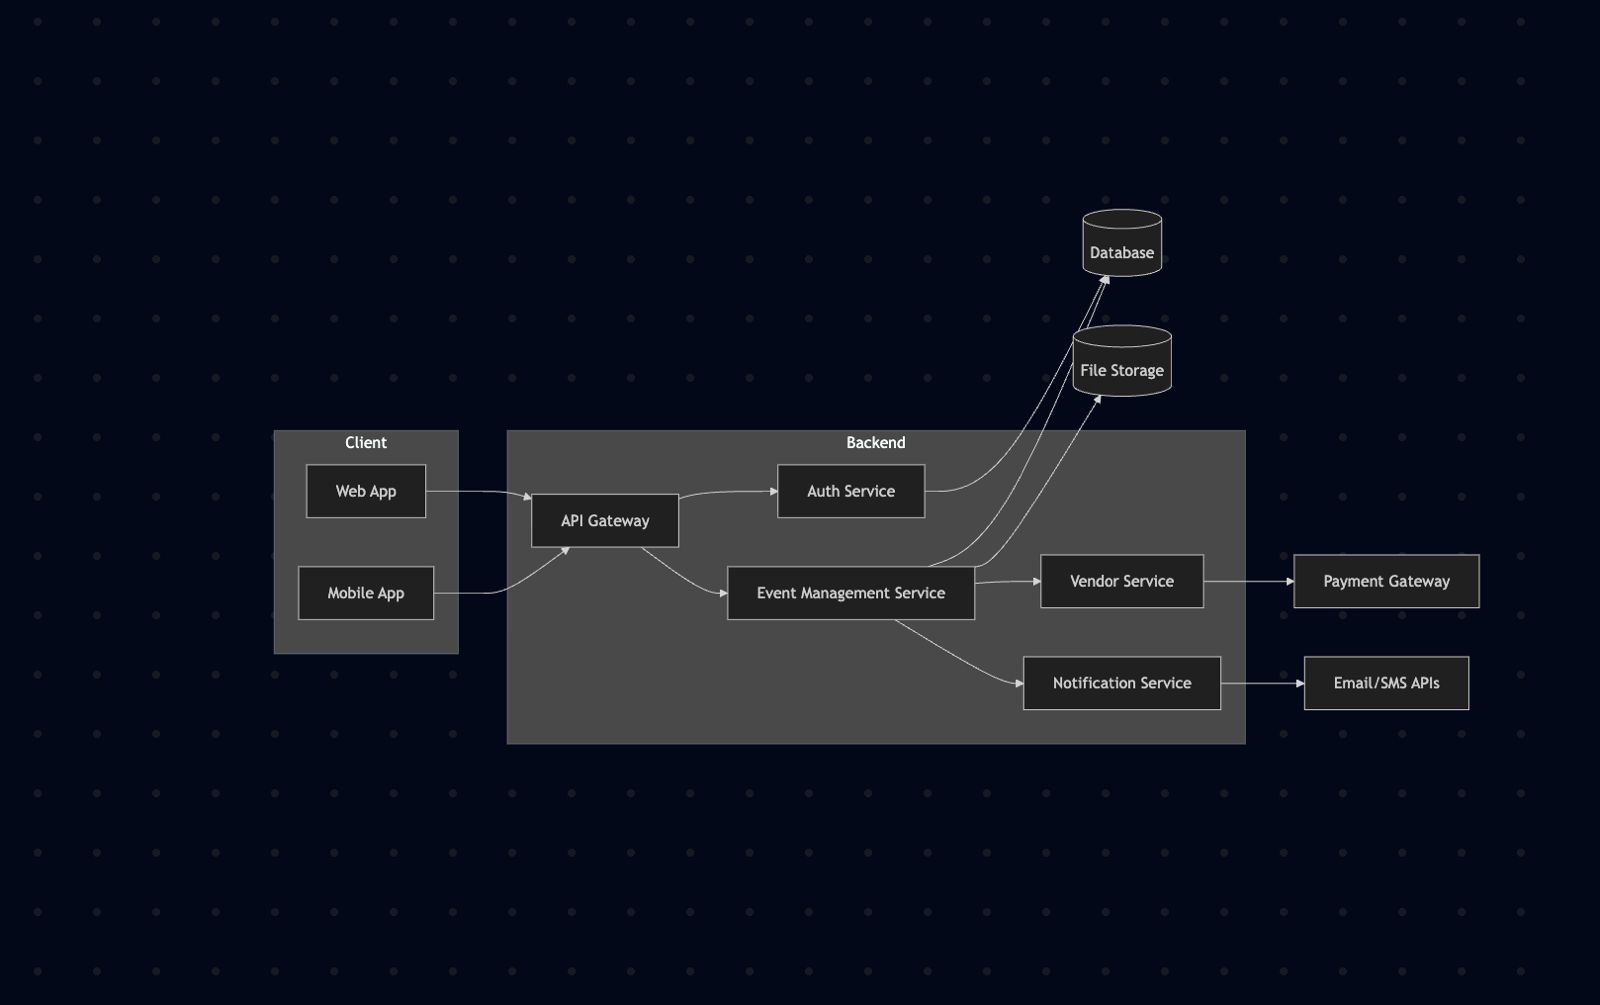 Database
File Storage
Client
Backend
Web App
Auth Service
API Gateway
Mobile App
Event Management Service
Vendor Service
Payment Gateway
Notification Service
Email/SMS APIs